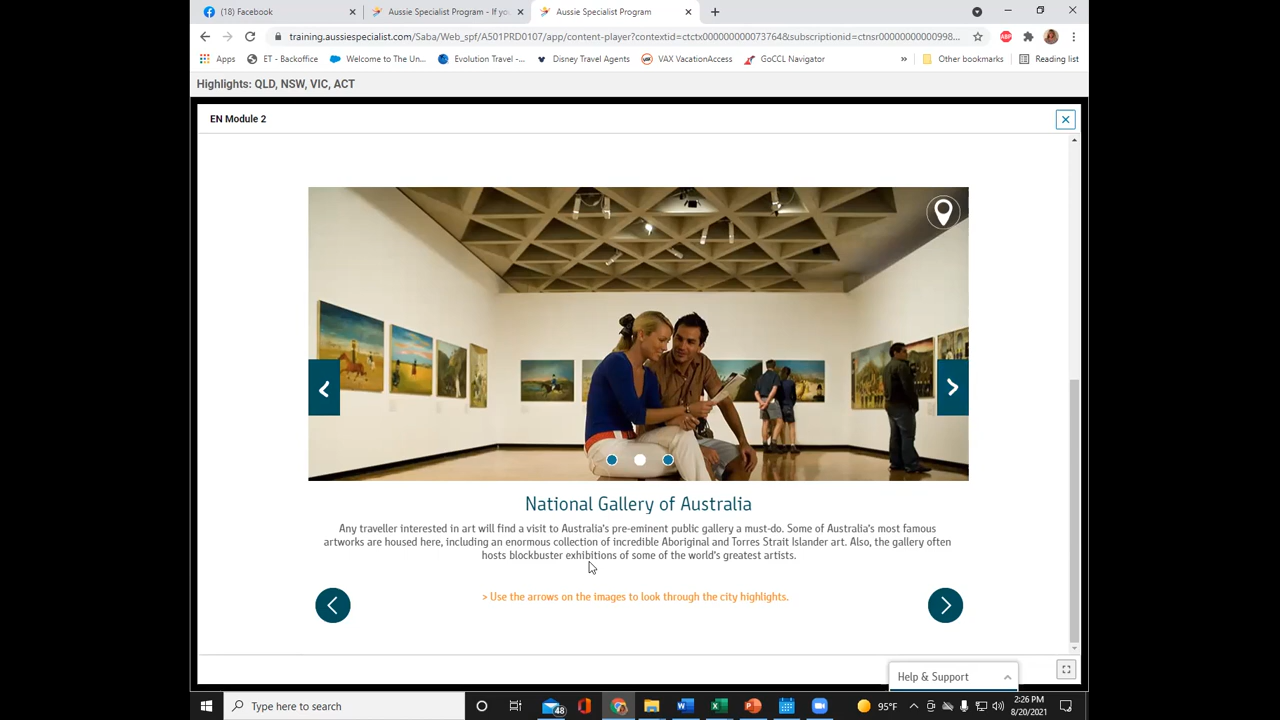 (18) Facebook
Aussie Specialist Program - If yo
Aussie Specialist Program
training.aussiespecialist.com/Saba/Web_spf/A501PRD0107/app/content-player?contextid=ctctx000000000073764&subscriptionid=ctnsr00000000000998...
ABP
Apps
ET - Backoffice
Welcome to The Un...
Evolution Travel -...
Disney Travel Agents
VAX VacationAccess
GoCCL Navigator
»
Other bookmarks
Reading list
Highlights: QLD, NSW, VIC, ACT
EN Module 2
National Gallery of Australia
Any traveller interested in art will find a visit to Australia's pre-eminent public gallery a must-do. Some of Australia's most famous
artworks are housed here, including an enormous collection of incredible Aboriginal and Torres Strait Islander art. Also, the gallery often
hosts blockbuster exhibitions of some of the world's greatest artists.
> Use the arrows on the images to look through the city highlights.
Help & Support
Type here to search
48
95°F
2:26 PM
8/20/2021